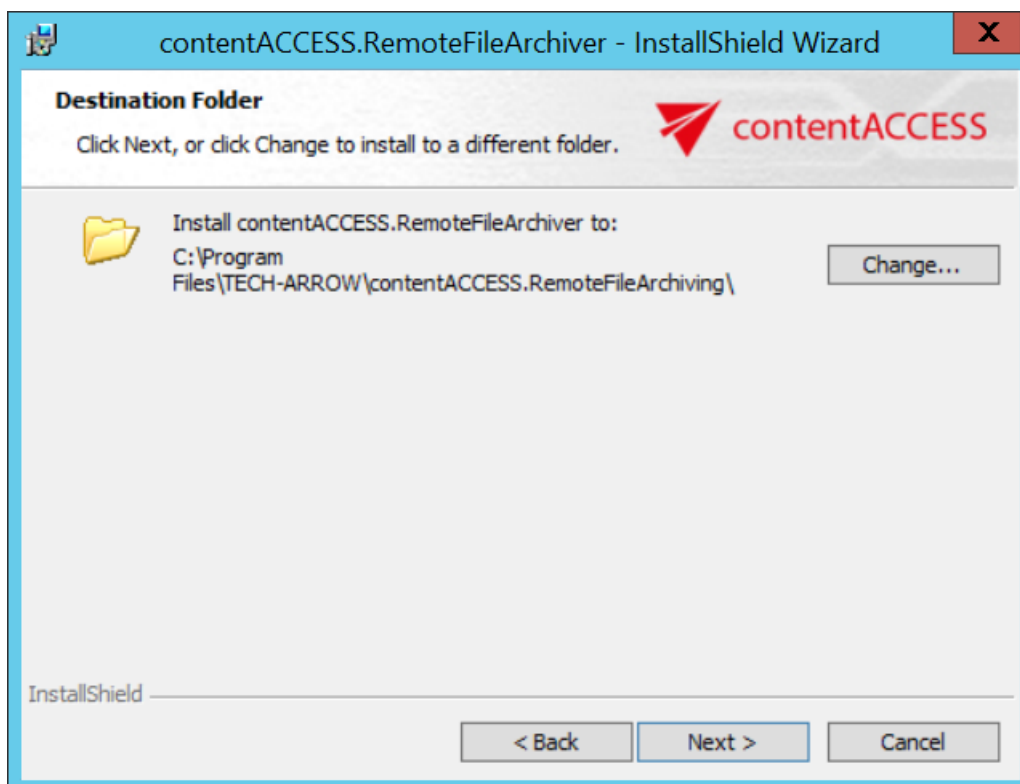 contentACCESS.RemoteFileArchiver - InstallShield Wizard
X
Destination Folder
Click Next, or click Change to install to a different folder.
contentACCESS
Install contentACCESS.RemoteFileArchiver to:
C:\Program
Files\TECH-ARROW\contentACCESS.RemoteFileArchiving\
Change...
InstallShield
< Back
Next >
Cancel